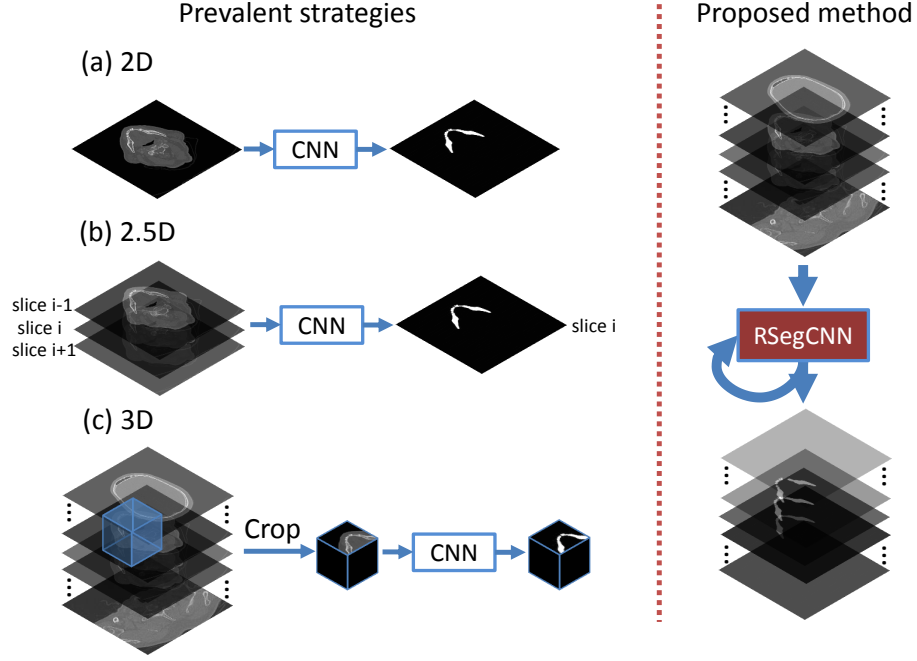 Prevalent strategies
(a) 2D
CNN
(b) 2.5D
slice i-1
slice i
slice i+1
CNN
slice i
(c) 3D
Crop
CNN
Proposed method
RSegCNN